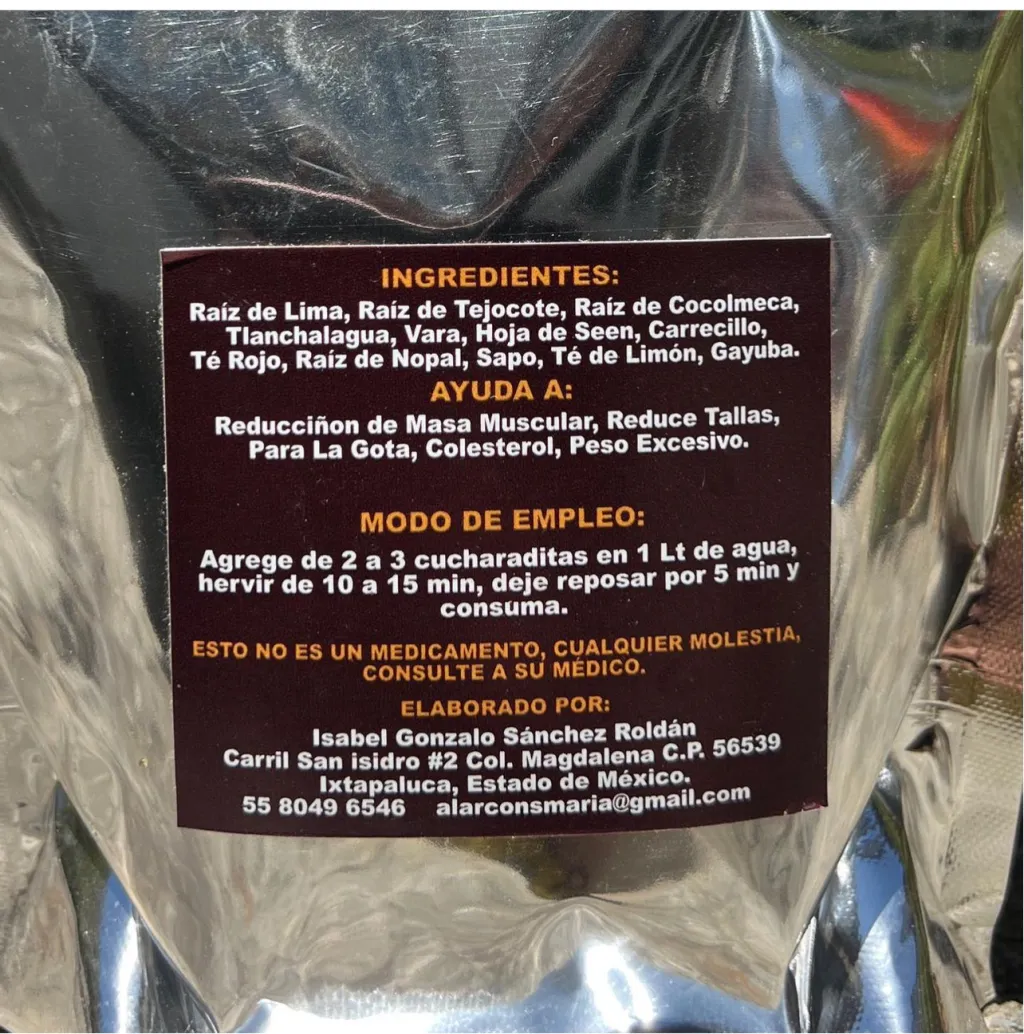 INGREDIENTES:
Raíz de Lima, Raíz de Tejocote, Raíz de Cocolmeca,
Tlanchalagua, Vara, Hoja de Seen, Carrecillo,
Té Rojo, Raíz de Nopal, Sapo, Té de Limón, Gayuba.
AYUDA A:
Reducciñon de Masa Muscular, Reduce Tallas,
Para La Gota, Colesterol, Peso Excesivo.
MODO DE EMPLEO:
Agrege de 2 a 3 cucharaditas en 1 Lt de agua,
hervir de 10 a 15 min, deje reposar por 5 min y
consuma.
ESTO NO ES UN MEDICAMENTO, CUALQUIER MOLESTIA,
CONSULTE A SU MÉDICO.
ELABORADO POR:
Isabel Gonzalo Sánchez Roldán
Carril San isidro #2 Col. Magdalena C.P. 56539
Ixtapaluca, Estado de México.
55 8049 6546 alarconsmaria@gmail.com